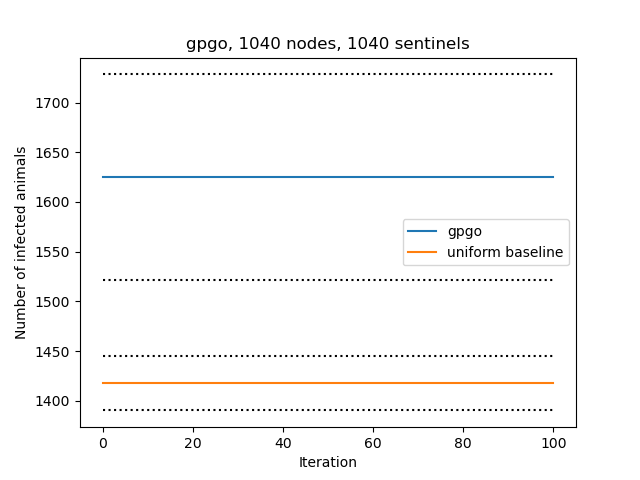 gpgo, 1040 nodes, 1040 sentinels
Number of infected animals
1700
1650
1600
1550
1500
1450
1400
gpgo
uniform baseline
0 20 40 60 80 100
Iteration